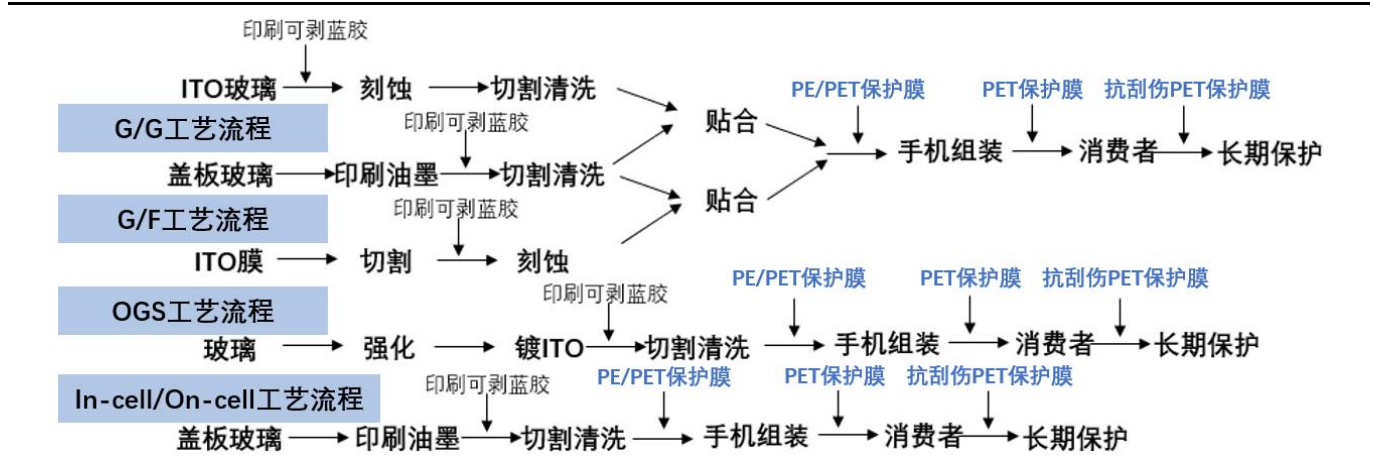 印刷可剥蓝胶
ITO玻璃 刻蚀 切割清洗 PE/PET保护膜 PET保护膜 抗刮伤PET保护膜
G/G工艺流程 印刷可剥蓝胶 贴合
手机组装 消费者 长期保护
盖板玻璃 印刷油墨 切割清洗
G/F工艺流程 印刷可剥蓝胶 贴合
ITO膜 切割 刻蚀
PE/PET保护膜 PET保护膜 抗刮伤PET保护膜
OGS工艺流程 印刷可剥蓝胶
玻璃 强化 镀ITO 切割清洗 手机组装 消费者 长期保护
In-cell/On-cell工艺流程 印刷可剥蓝胶 PE/PET保护膜 PET保护膜 抗刮伤PET保护膜
盖板玻璃 印刷油墨 切割清洗 手机组装 消费者 长期保护